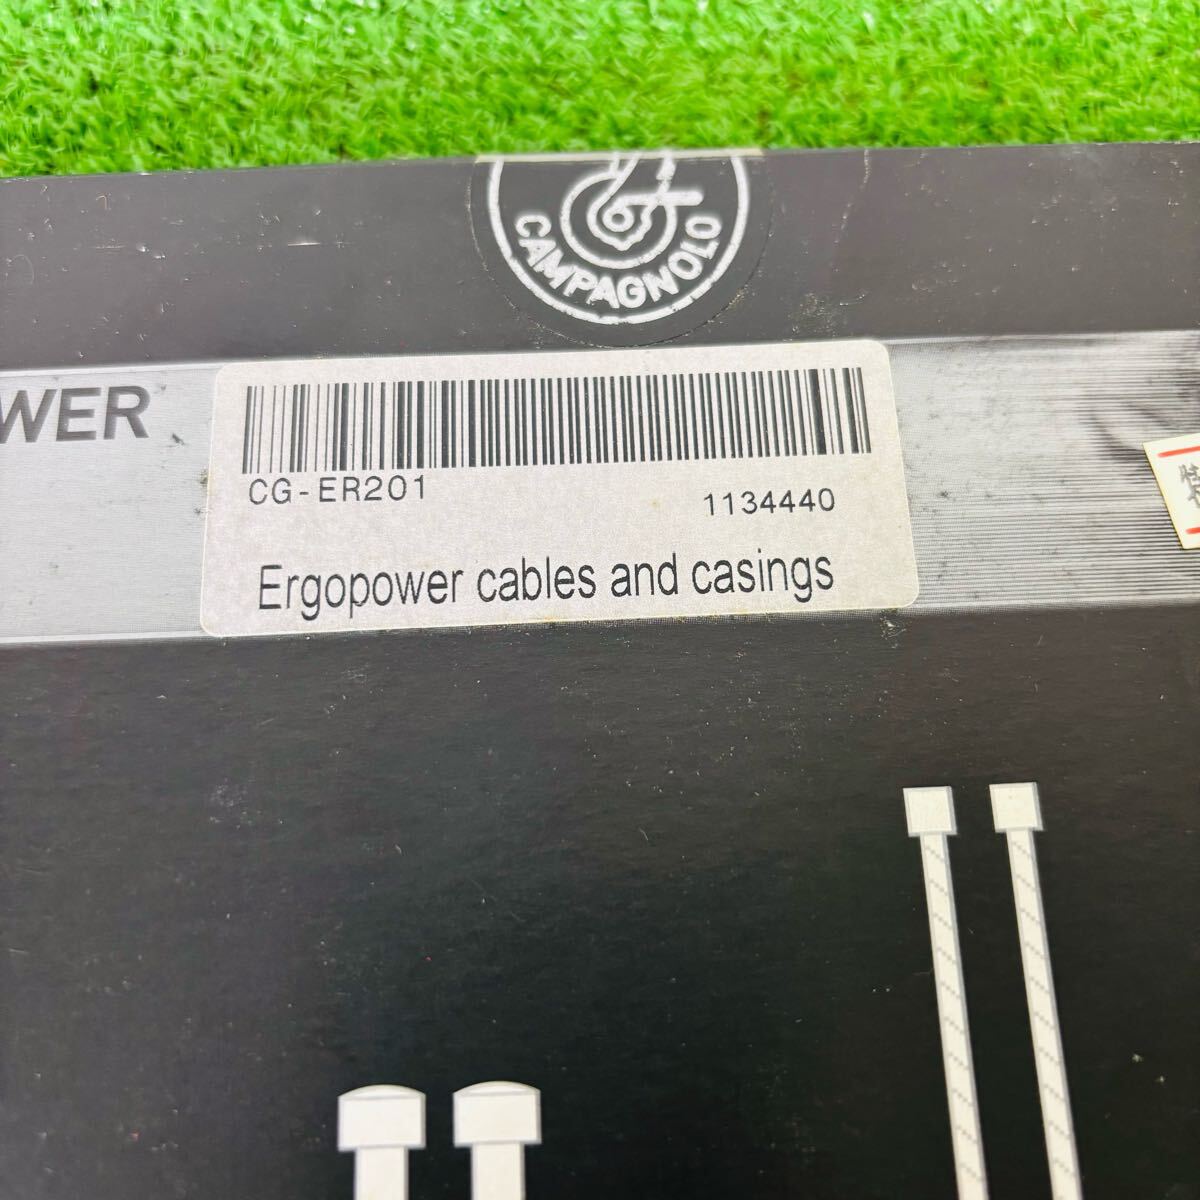 CAMPAGNOLO
WER
CG-ER201
1134440
Ergopower cables and casings